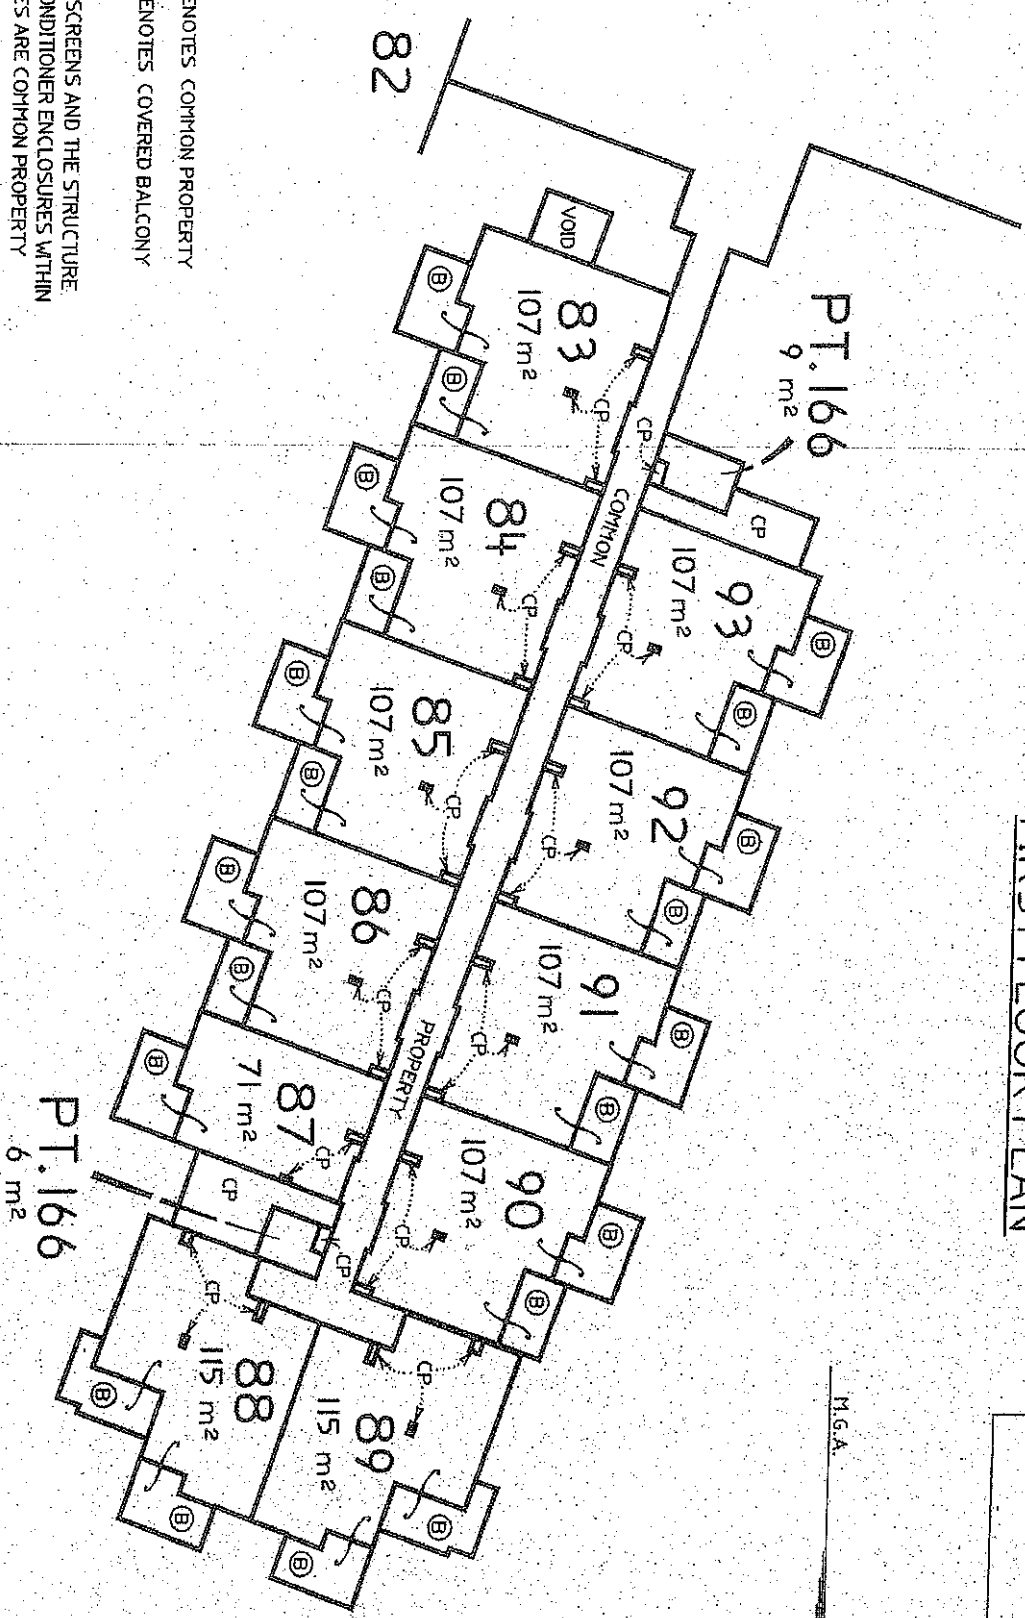 FIRST FLOOR PLAN
M.G.A.
82
PT. 166
9 m²
VOID
83
107 m²
B
B
CP
CP
CP
COMMON
84
107 m²
B
B
CP
93
107 m²
B
B
CP
85
107 m²
B
B
CP
92
107 m²
B
B
CP
86
107 m²
B
B
CP
91
107 m²
B
B
CP
PROPERTY
87
71 m²
B
CP
90
107 m²
B
B
CP
CP
CP
PT. 166
6 m²
88
115 m²
B
B
CP
89
115 m²
B
B
CP
ENOTES COMMON PROPERTY
ENOTES COVERED BALCONY
SCREENS AND THE STRUCTURE
ONDITIONER ENCLOSURES WITHIN
ES ARE COMMON PROPERTY